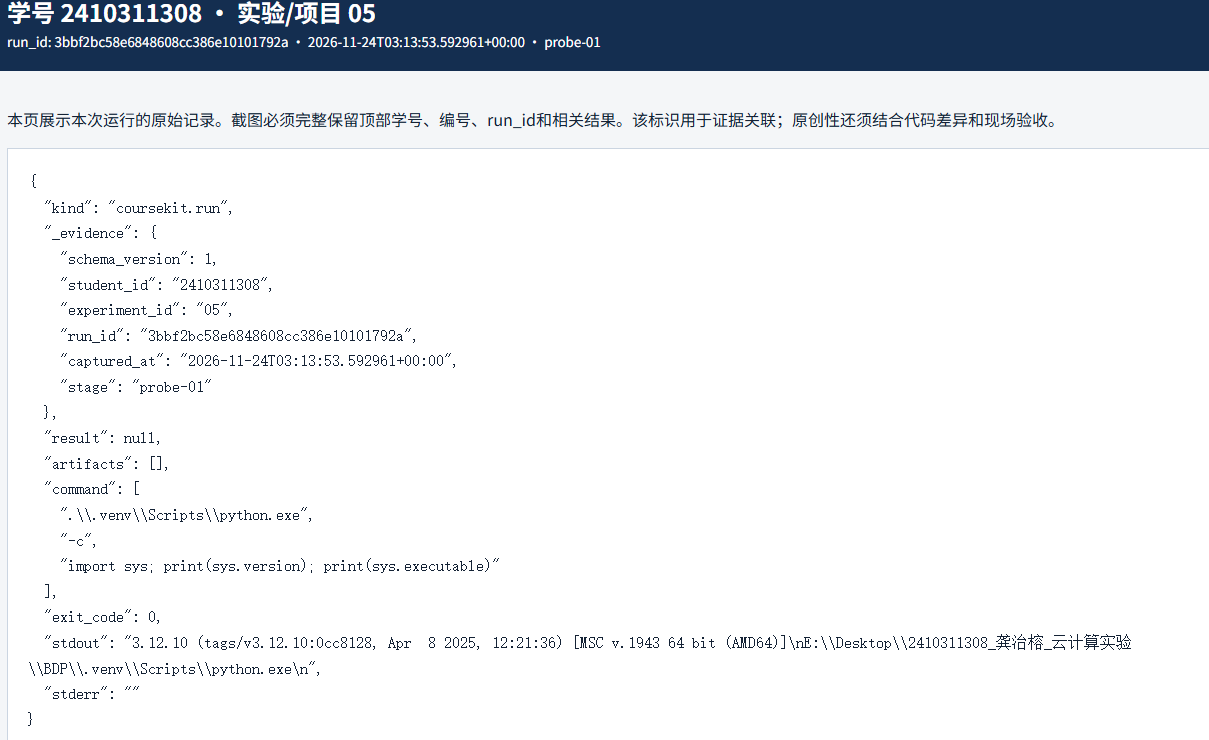 学号 2410311308 · 实验/项目 05
run_id: 3bbf2bc58e6848608cc386e10101792a · 2026-11-24T03:13:53.592961+00:00 · probe-01
本页展示本次运行的原始记录。截图必须完整保留顶部学号、编号、run_id和相关结果。该标识用于证据关联；原创性还须结合代码差异和现场验收。
{
  "kind": "coursekit.run",
  "_evidence": {
    "schema_version": 1,
    "student_id": "2410311308",
    "experiment_id": "05",
    "run_id": "3bbf2bc58e6848608cc386e10101792a",
    "captured_at": "2026-11-24T03:13:53.592961+00:00",
    "stage": "probe-01"
  },
  "result": null,
  "artifacts": [],
  "command": [
    ".\\.venv\\Scripts\\python.exe",
    "-c",
    "import sys; print(sys.version); print(sys.executable)"
  ],
  "exit_code": 0,
  "stdout": "3.12.10 (tags/v3.12.10:0cc8128, Apr  8 2025, 12:21:36) [MSC v.1943 64 bit (AMD64)]\nE:\\Desktop\\2410311308_龚治榕_云计算实验
\\BDP\\.venv\\Scripts\\python.exe\n",
  "stderr": ""
}